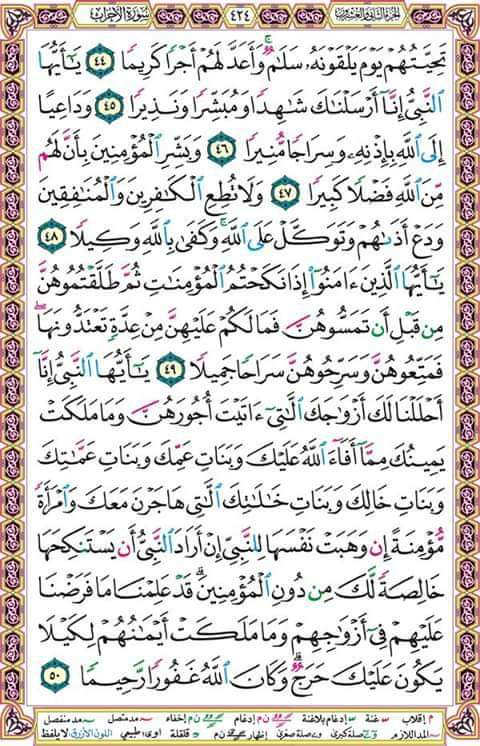 الجزء الثاني والعشرون ٤٢٤ سورة الأحزاب
تَحِيَّتُهُمْ يَوْمَ يَلْقَوْنَهُۥ سَلَٰمٌ وَأَعَدَّ لَهُمْ أَجْرًا كَرِيمًا ٤٤ يَٰٓأَيُّهَا
ٱلنَّبِىُّ إِنَّآ أَرْسَلْنَٰكَ شَٰهِدًا وَمُبَشِّرًا وَنَذِيرًا ٤٥ وَدَاعِيًا
إِلَى ٱللَّهِ بِإِذْنِهِۦ وَسِرَاجًا مُّنِيرًا ٤٦ وَبَشِّرِ ٱلْمُؤْمِنِينَ بِأَنَّ لَهُم
مِّنَ ٱللَّهِ فَضْلًا كَبِيرًا ٤٧ وَلَا تُطِعِ ٱلْكَٰفِرِينَ وَٱلْمُنَٰفِقِينَ
وَدَعْ أَذَىٰهُمْ وَتَوَكَّلْ عَلَى ٱللَّهِ ۚ وَكَفَىٰ بِٱللَّهِ وَكِيلًا ٤٨
يَٰٓأَيُّهَا ٱلَّذِينَ ءَامَنُوٓا۟ إِذَا نَكَحْتُمُ ٱلْمُؤْمِنَٰتِ ثُمَّ طَلَّقْتُمُوهُنَّ
مِن قَبْلِ أَن تَمَسُّوهُنَّ فَمَا لَكُمْ عَلَيْهِنَّ مِنْ عِدَّةٍ تَعْتَدُّونَهَا ۖ
فَمَتِّعُوهُنَّ وَسَرِّحُوهُنَّ سَرَاحًا جَمِيلًا ٤٩ يَٰٓأَيُّهَا ٱلنَّبِىُّ إِنَّآ
أَحْلَلْنَا لَكَ أَزْوَٰجَكَ ٱلَّٰتِىٓ ءَاتَيْتَ أُجُورَهُنَّ وَمَا مَلَكَتْ
يَمِينُكَ مِمَّآ أَفَآءَ ٱللَّهُ عَلَيْكَ وَبَنَاتِ عَمِّكَ وَبَنَاتِ عَمَّٰتِكَ
وَبَنَاتِ خَالِكَ وَبَنَاتِ خَٰلَٰتِكَ ٱلَّٰتِى هَاجَرْنَ مَعَكَ وَٱمْرَأَةً
مُّؤْمِنَةً إِن وَهَبَتْ نَفْسَهَا لِلنَّبِىِّ إِنْ أَرَادَ ٱلنَّبِىُّ أَن يَسْتَنكِحَهَا
خَالِصَةً لَّكَ مِن دُونِ ٱلْمُؤْمِنِينَ ۗ قَدْ عَلِمْنَا مَا فَرَضْنَا
عَلَيْهِمْ فِىٓ أَزْوَٰجِهِمْ وَمَا مَلَكَتْ أَيْمَٰنُهُمْ لِكَيْلَا
يَكُونَ عَلَيْكَ حَرَجٌ ۗ وَكَانَ ٱللَّهُ غَفُورًا رَّحِيمًا ٥٠
م إقلاب غنة إدغام بلاغنة ن م إدغام ن م إخفاء مد متصل مد منفصل
المد اللازم صلة كبرى صلة صغرى إظهار ن م قلقلة اوى: طبيعي اللون الأزرق لا يلفظ